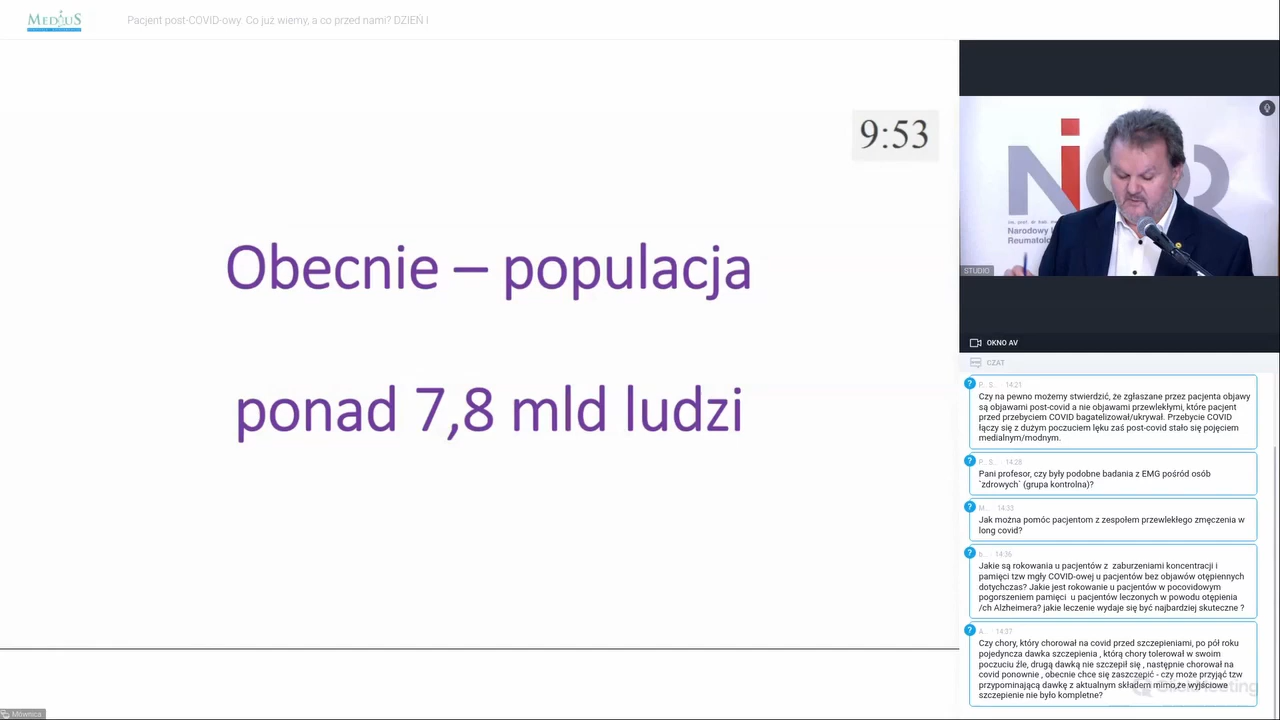 MEDIUS
Pacjent post-COVID-owy. Co już wiemy, a co przed nami? DZIEŃ I
9:53
Obecnie – populacja
ponad 7,8 mld ludzi
Narodowy
Reumatolo
STUDIO
OKNO AV
CZAT
P... S... · 14:21
Czy na pewno możemy stwierdzić, że zgłaszane przez pacjenta objawy
są objawami post-covid a nie objawami przewlekłymi, które pacjent
przed przebyciem COVID bagatelizował/ukrywał. Przebycie COVID
łączy się z dużym poczuciem lęku zaś post-covid stało się pojęciem
medialnym/modnym.
P... S... · 14:28
Pani profesor, czy były podobne badania z EMG pośród osób
`zdrowych` (grupa kontrolna)?
M... · 14:33
Jak można pomóc pacjentom z zespołem przewlekłego zmęczenia w
long covid?
b... · 14:36
Jakie są rokowania u pacjentów z zaburzeniami koncentracji i
pamięci tzw mgły COVID-owej u pacjentów bez objawów otępiennych
dotychczas? Jakie jest rokowanie u pacjentów w pocovidowym
pogorszeniem pamięci u pacjentów leczonych w powodu otępienia
/ch Alzheimera? jakie leczenie wydaje się być najbardziej skuteczne ?
A... · 14:37
Czy chory, który chorował na covid przed szczepieniami, po pół roku
pojedyncza dawka szczepienia , którą chory tolerował w swoim
poczuciu źle, drugą dawką nie szczepił się , następnie chorował na
covid ponownie , obecnie chce się zaszczepić - czy może przyjąć tzw
przypominającą dawkę z aktualnym składem mimo,że wyjściowe
szczepienie nie było kompletne?
ClickMeeting
Mównica